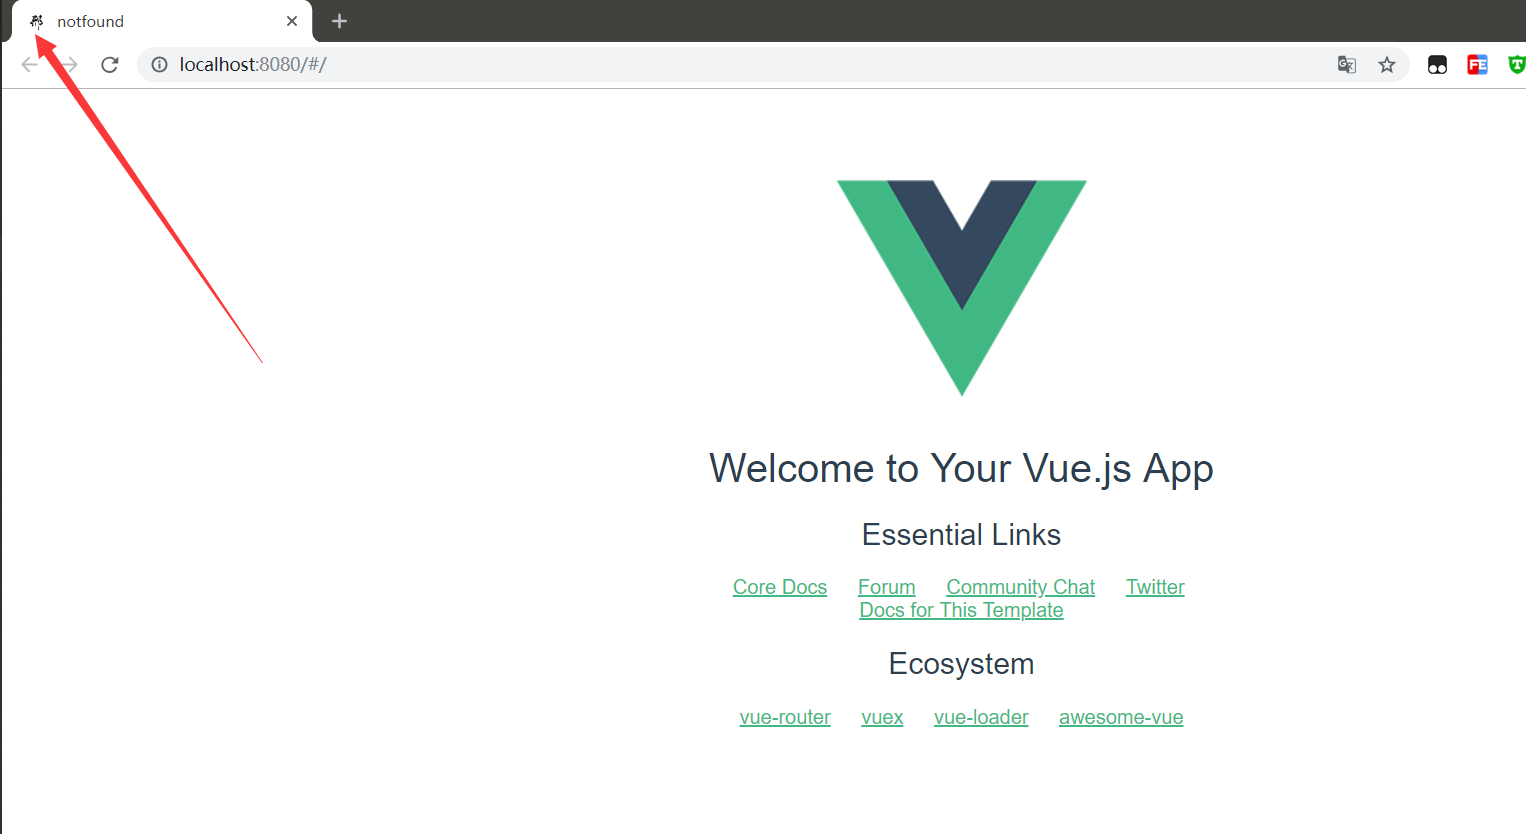 notfound
localhost:8080/#/
FE
T
Welcome to Your Vue.js App
Essential Links
Core Docs Forum Community Chat Twitter
Docs for This Template
Ecosystem
vue-router vuex vue-loader awesome-vue